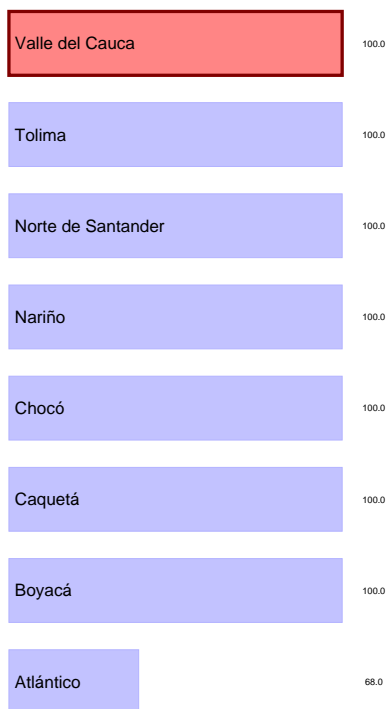 Valle del Cauca 100.0
Tolima 100.0
Norte de Santander 100.0
Nariño 100.0
Chocó 100.0
Caquetá 100.0
Boyacá 100.0
Atlántico 68.0